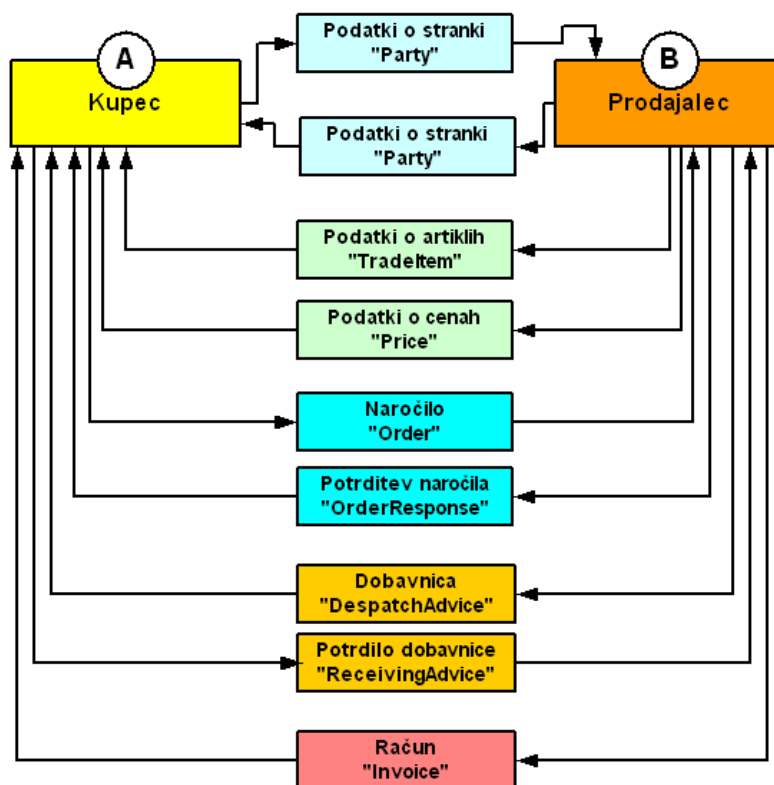 A
Kupec
Podatki o stranki
"Party"
B
Prodajalec
Podatki o stranki
"Party"
Podatki o artiklih
"TradeItem"
Podatki o cenah
"Price"
Naročilo
"Order"
Potrditev naročila
"OrderResponse"
Dobavnica
"DespatchAdvice"
Potrdilo dobavnice
"ReceivingAdvice"
Račun
"Invoice"